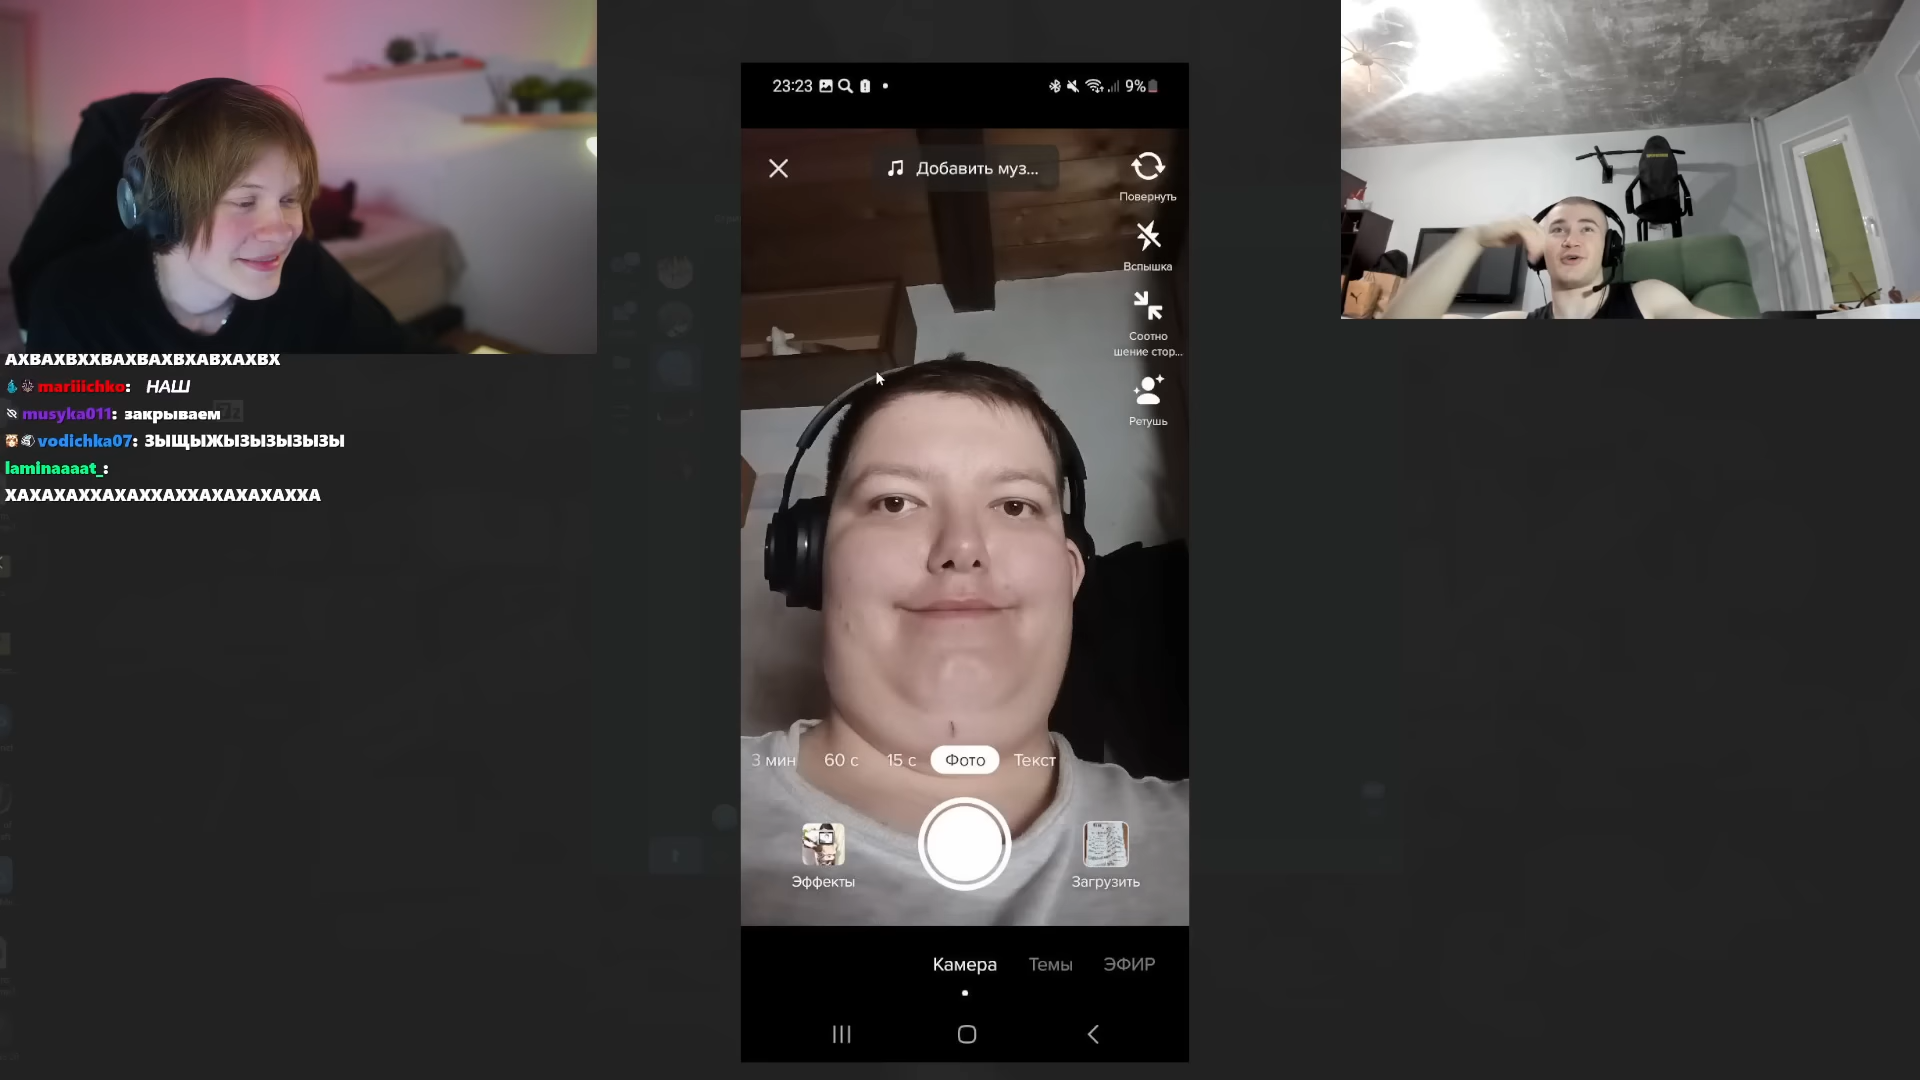 АХВАХВХХВАХВАХВХАВХАХВХ
mariiichko: НАШ
musyka011: закрываем
vodichka07: ЗЫЩЫЖЫЗЫЗЫЗЫЗЫ
laminaaaat_:
ХАХАХАХХАХАХХАХХАХАХАХАХХА
23:23
9%
Добавить муз...
Повернуть
Вспышка
Соотно
шение стор...
Ретушь
3 мин 60 с 15 с Фото Текст
Эффекты
Загрузить
Камера Темы ЭФИР